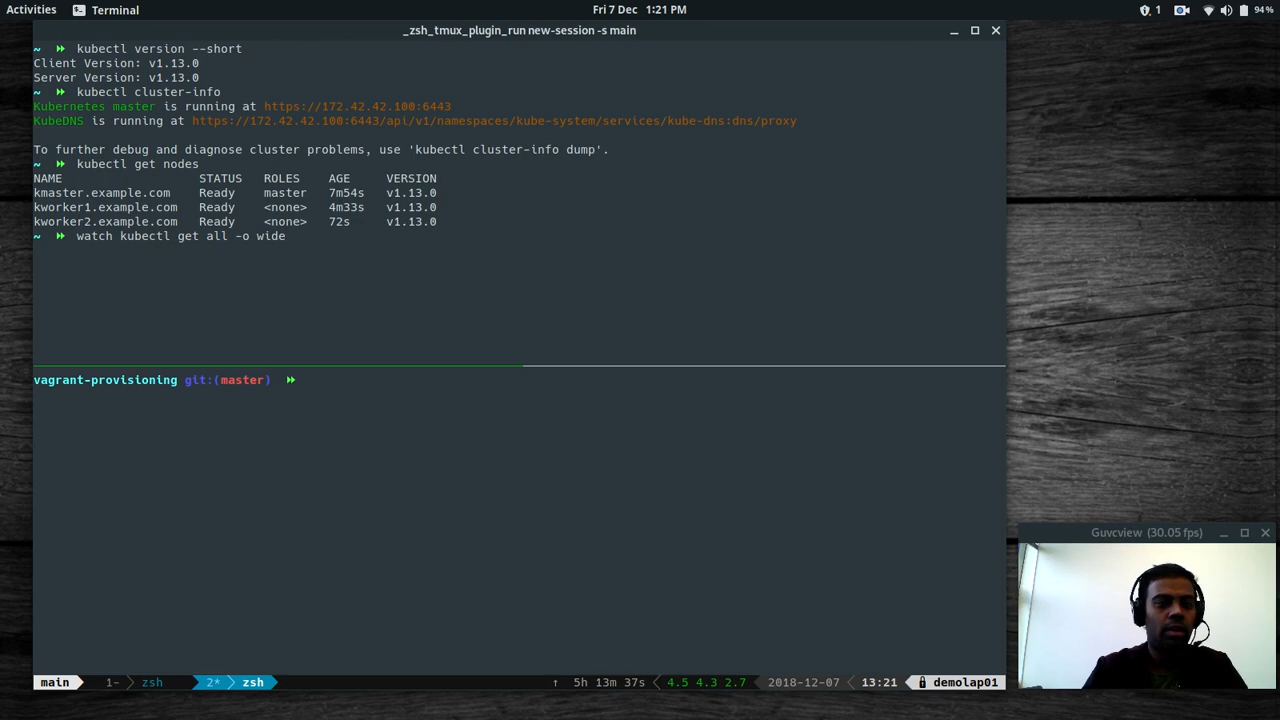 Activities Terminal Fri 7 Dec 1:21 PM 1 94%
_zsh_tmux_plugin_run new-session -s main
~ kubectl version --short
Client Version: v1.13.0
Server Version: v1.13.0
~ kubectl cluster-info
Kubernetes master is running at https://172.42.42.100:6443
KubeDNS is running at https://172.42.42.100:6443/api/v1/namespaces/kube-system/services/kube-dns:dns/proxy
To further debug and diagnose cluster problems, use 'kubectl cluster-info dump'.
~ kubectl get nodes
NAME STATUS ROLES AGE VERSION
kmaster.example.com Ready master 7m54s v1.13.0
kworker1.example.com Ready <none> 4m33s v1.13.0
kworker2.example.com Ready <none> 72s v1.13.0
~ watch kubectl get all -o wide
vagrant-provisioning git:(master)
Guvcview (30.05 fps)
main 1- zsh 2* zsh ↑ 5h 13m 37s 4.5 4.3 2.7 2018-12-07 13:21 demolap01